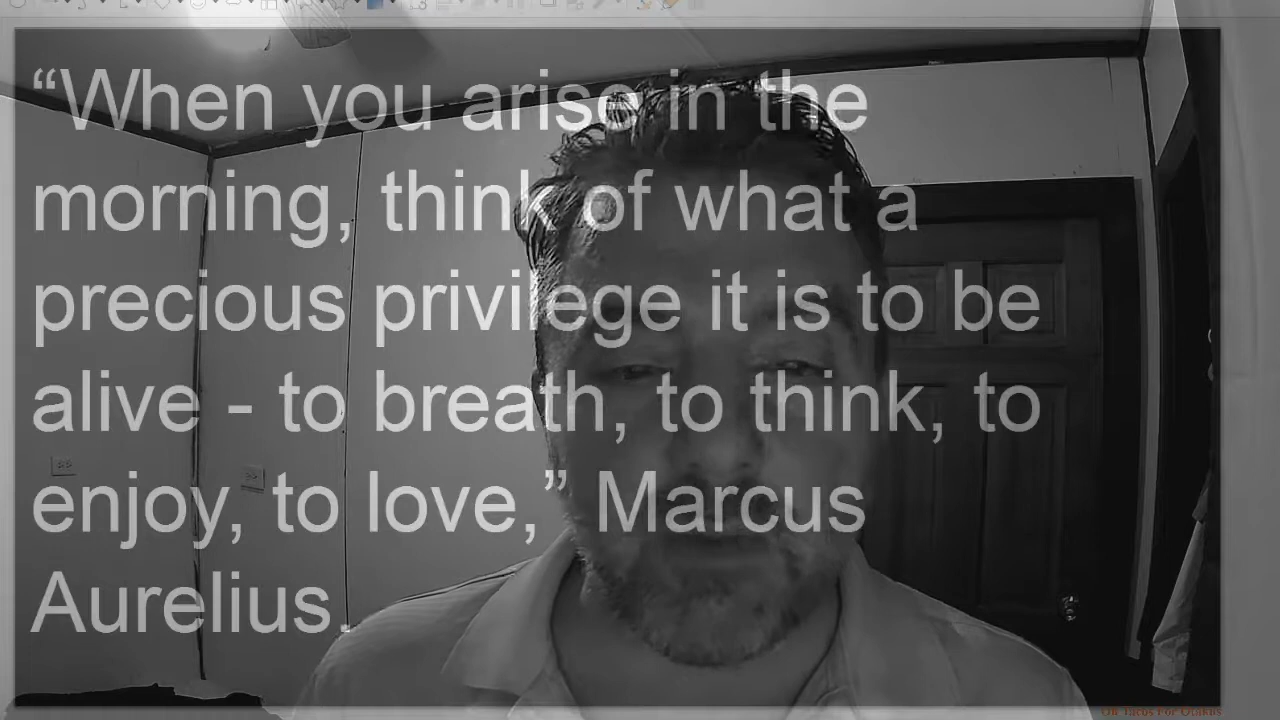 “When you arise in the
morning, think of what a
precious privilege it is to be
alive - to breath, to think, to
enjoy, to love,” Marcus
Aurelius.